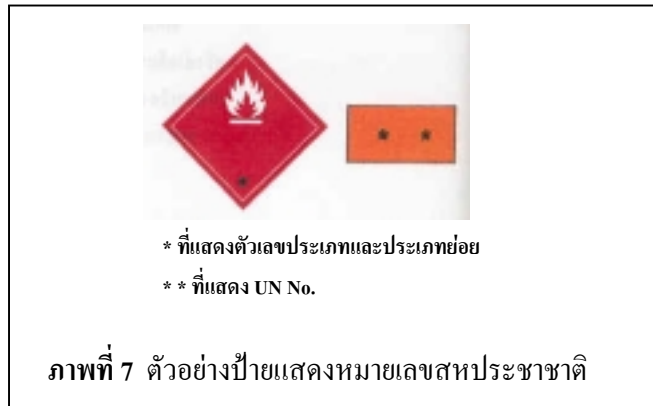 *
* *
* ที่แสดงตัวเลขประเภทและประเภทย่อย
* * ที่แสดง UN No.
ภาพที่ 7 ตัวอย่างป้ายแสดงหมายเลขสหประชาชาติ